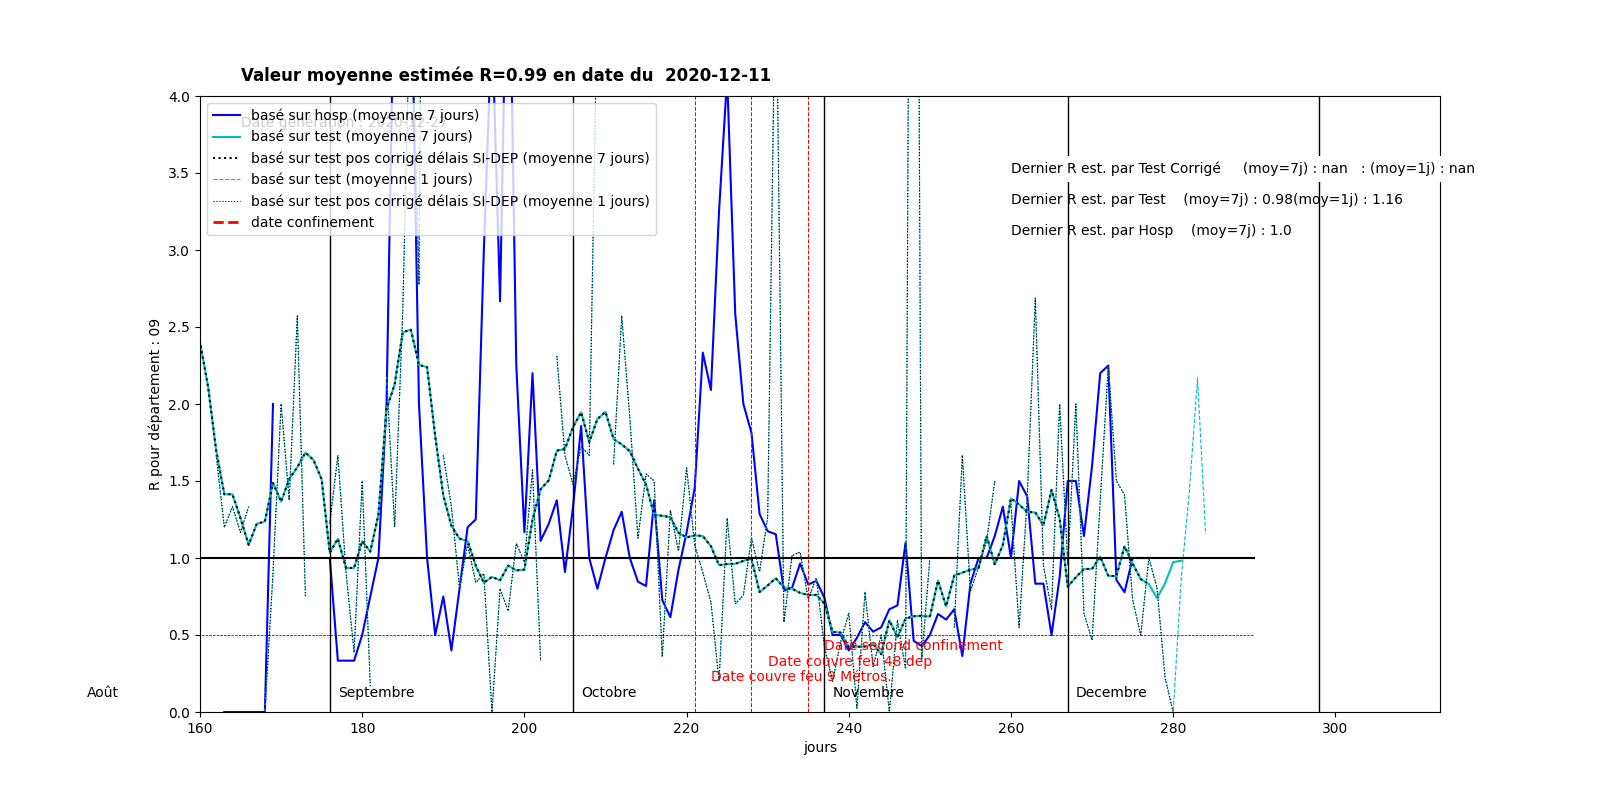 Valeur moyenne estimée R=0.99 en date du  2020-12-11
4.0
3.5
3.0
2.5
2.0
1.5
1.0
0.5
0.0
R pour département : 09
basé sur hosp (moyenne 7 jours)
basé sur test (moyenne 7 jours)
basé sur test pos corrigé délais SI-DEP (moyenne 7 jours)
basé sur test (moyenne 1 jours)
basé sur test pos corrigé délais SI-DEP (moyenne 1 jours)
date confinement
Dernier R est. par Test Corrigé     (moy=7j) : nan   : (moy=1j) : nan
Dernier R est. par Test    (moy=7j) : 0.98(moy=1j) : 1.16
Dernier R est. par Hosp    (moy=7j) : 1.0
Date second confinement
Date couvre feu 48 dep
Date couvre feu 9 Metros
Août
Septembre
Octobre
Novembre
Decembre
160
180
200
220
240
260
280
300
jours